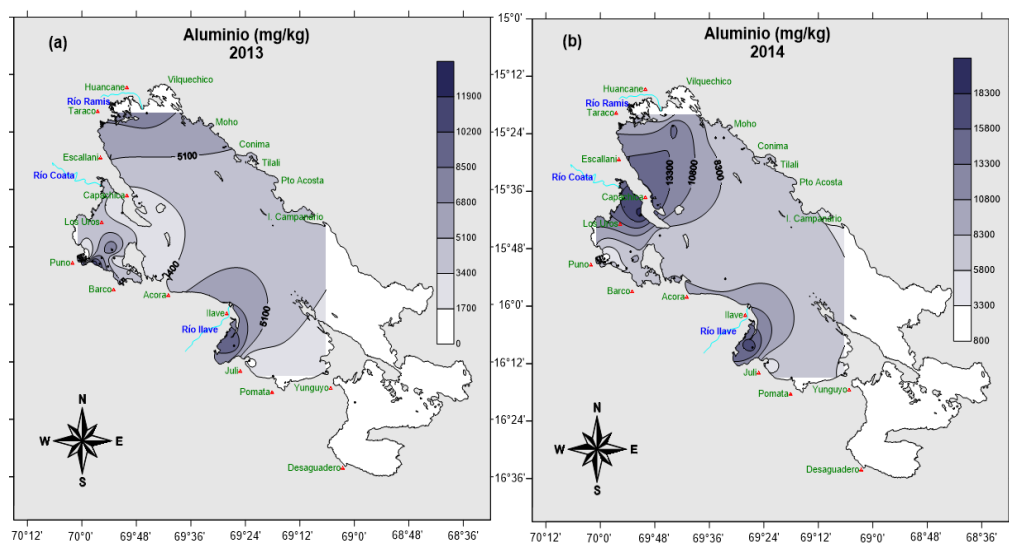 (a)
Aluminio (mg/kg)
2013
Vilquechico
Huancane
Río Ramis
Taraco
Moho
Conima
Tilali
Escallani
Río Coata
Pto Acosta
Capachica
Los Uros
I. Campanario
Puno
Barco
Acora
Ilave
Río Ilave
Juli
Pomata
Yunguyo
Desaguadero
5100
5100
11900
10200
8500
6800
5100
3400
1700
0
N
W E
S
70°12' 70°0' 69°48' 69°36' 69°24' 69°12' 69°0' 68°48' 68°36'
(b)
Aluminio (mg/kg)
2014
Vilquechico
Huancane
Río Ramis
Taraco
Moho
Conima
Tilali
Escallani
Río Coata
Pto Acosta
Los Uros
I. Campanario
Puno
Barco
Acora
Ilave
Río Ilave
Juli
Pomata
Yunguyo
Desaguadero
13300
10800
8300
18300
15800
13300
10800
8300
5800
3300
800
N
W E
S
15°0'
15°12'
15°24'
15°36'
15°48'
16°0'
16°12'
16°24'
16°36'
70°12' 70°0' 69°48' 69°36' 69°24' 69°12' 69°0' 68°48' 68°36'